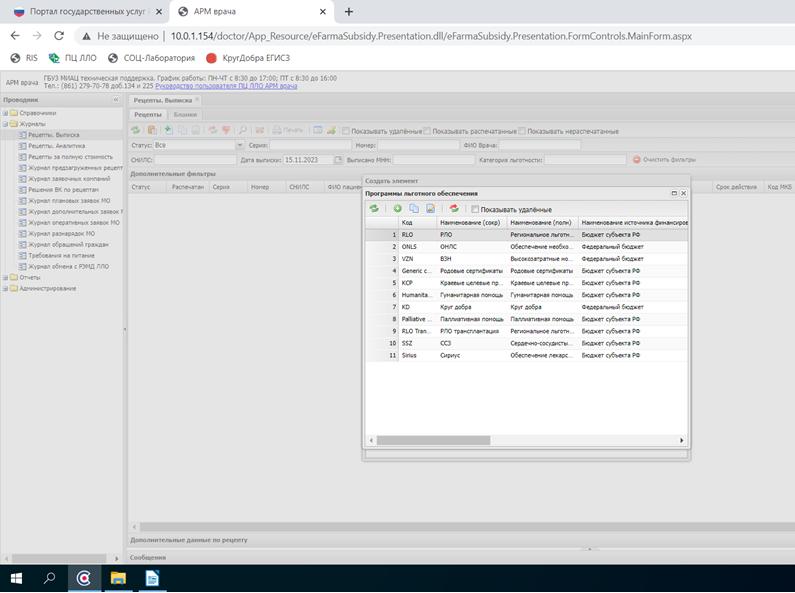 Портал государственных услуг
АРМ врача
Не защищено
10.0.1.154/doctor/App_Resource/eFarmaSubsidy.Presentation.dll/eFarmaSubsidy.Presentation.FormControls.MainForm.aspx
RIS
ПЦ ЛЛО
СОЦ-Лаборатория
КругДобра ЕГИСЗ
АРМ врача
ГБУЗ МИАЦ техническая поддержка. График работы: ПН-ЧТ с 8:30 до 17:00; ПТ с 8:30 до 16:00
Тел.: (861) 279-70-78 доб.134 и 225 Руководство пользователя ПЦ ЛЛО АРМ врача
Проводник
Справочники
Журналы
Рецепты. Выписка
Рецепты. Аналитика
Рецепты за полную стоимость
Журнал предзагруженных рецепт
Журнал заявочных компаний
Решения ВК по рецептам
Журнал плановых заявок МО
Журнал дополнительных заявок М
Журнал оперативных заявок МО
Журнал разнарядок МО
Журнал обращений граждан
Требования на питание
Журнал обмена с РЭМД ЛЛО
Отчеты
Администрирование
Рецепты. Выписка
Рецепты
Бланки
Печать
Показывать удалённые
Показывать распечатанные
Показывать нераспечатанные
Статус: Все
Серия:
Номер:
ФИО Врача:
СНИЛС:
Дата выписки: 15.11.2023
Выписано МНН:
Категория льготности:
Очистить фильтры
Дополнительные фильтры
Статус
Распечатан
Серия
Номер
СНИЛС
ФИО пациен
Срок действия
Код МКБ
Создать элемент
Программы льготного обеспечения
Показывать удалённые
Код Наименование (сокр) Наименование (полн) Наименование источника финансиров
1 RLO РЛО Региональное льготн... Бюджет субъекта РФ
2 ONLS ОНЛС Обеспечение необхо... Федеральный бюджет
3 VZN ВЗН Высокозатратные но... Федеральный бюджет
4 Generic c... Родовые сертификаты Родовые сертификаты Бюджет субъекта РФ
5 KCP Краевые целевые пр... Краевые целевые пр... Бюджет субъекта РФ
6 Humanita... Гуманитарная помощь Гуманитарная помощь Бюджет субъекта РФ
7 KD Круг добра Круг добра Федеральный бюджет
8 Palliative ... Паллиативная помощь Паллиативная помощь Бюджет субъекта РФ
9 RLO Tran... РЛО трансплантация Региональное льготн... Бюджет субъекта РФ
10 SSZ ССЗ Сердечно-сосудисты... Бюджет субъекта РФ
11 Sirius Сириус Обеспечение лекарс... Бюджет субъекта РФ
Дополнительные данные по рецепту
Сообщения